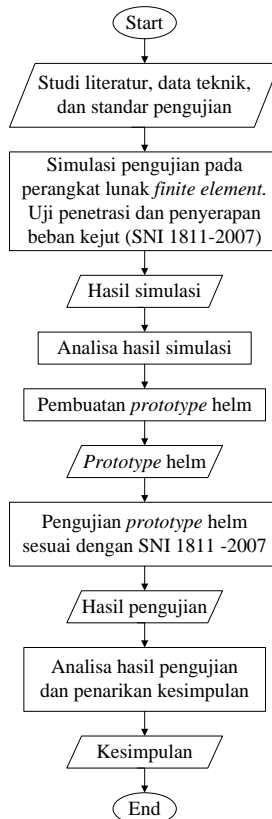 Start
Studi literatur, data teknik,
dan standar pengujian
Simulasi pengujian pada
perangkat lunak finite element.
Uji penetrasi dan penyerapan
beban kejut (SNI 1811-2007)
Hasil simulasi
Analisa hasil simulasi
Pembuatan prototype helm
Prototype helm
Pengujian prototype helm
sesuai dengan SNI 1811 -2007
Hasil pengujian
Analisa hasil pengujian
dan penarikan kesimpulan
Kesimpulan
End